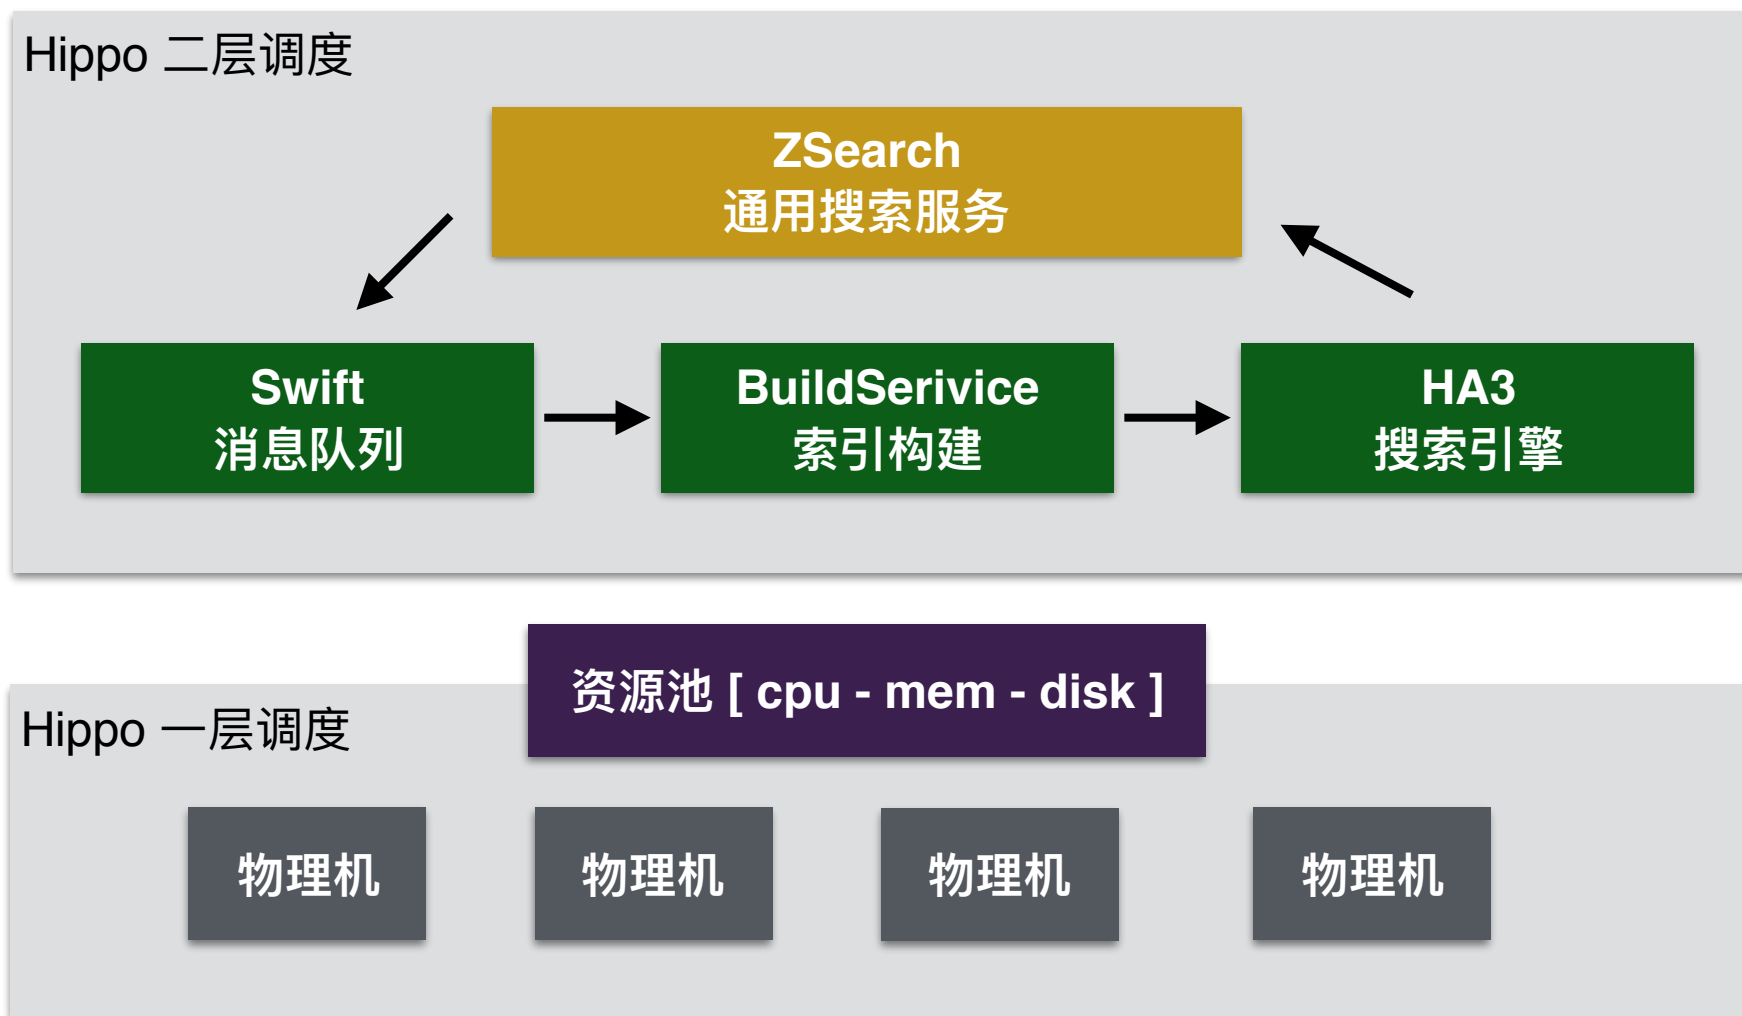 Hippo 二层调度
ZSearch
通用搜索服务
Swift
消息队列
BuildSerivice
索引构建
HA3
搜索引擎
资源池 [ cpu - mem - disk ]
Hippo 一层调度
物理机
物理机
物理机
物理机